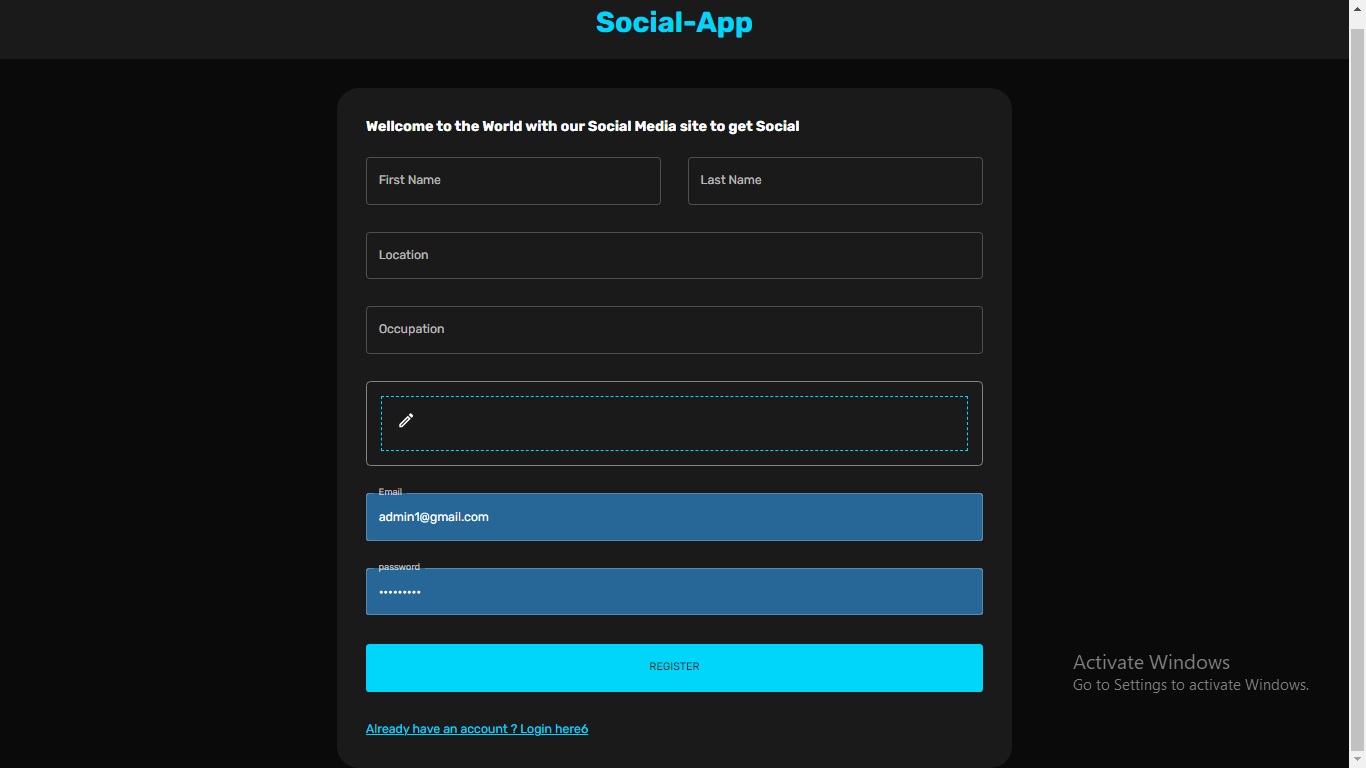 Social-App
Wellcome to the World with our Social Media site to get Social
First Name
Last Name
Location
Occupation
Email
admin1@gmail.com
password
•••••••••
REGISTER
Already have an account ? Login here6
Activate Windows
Go to Settings to activate Windows.